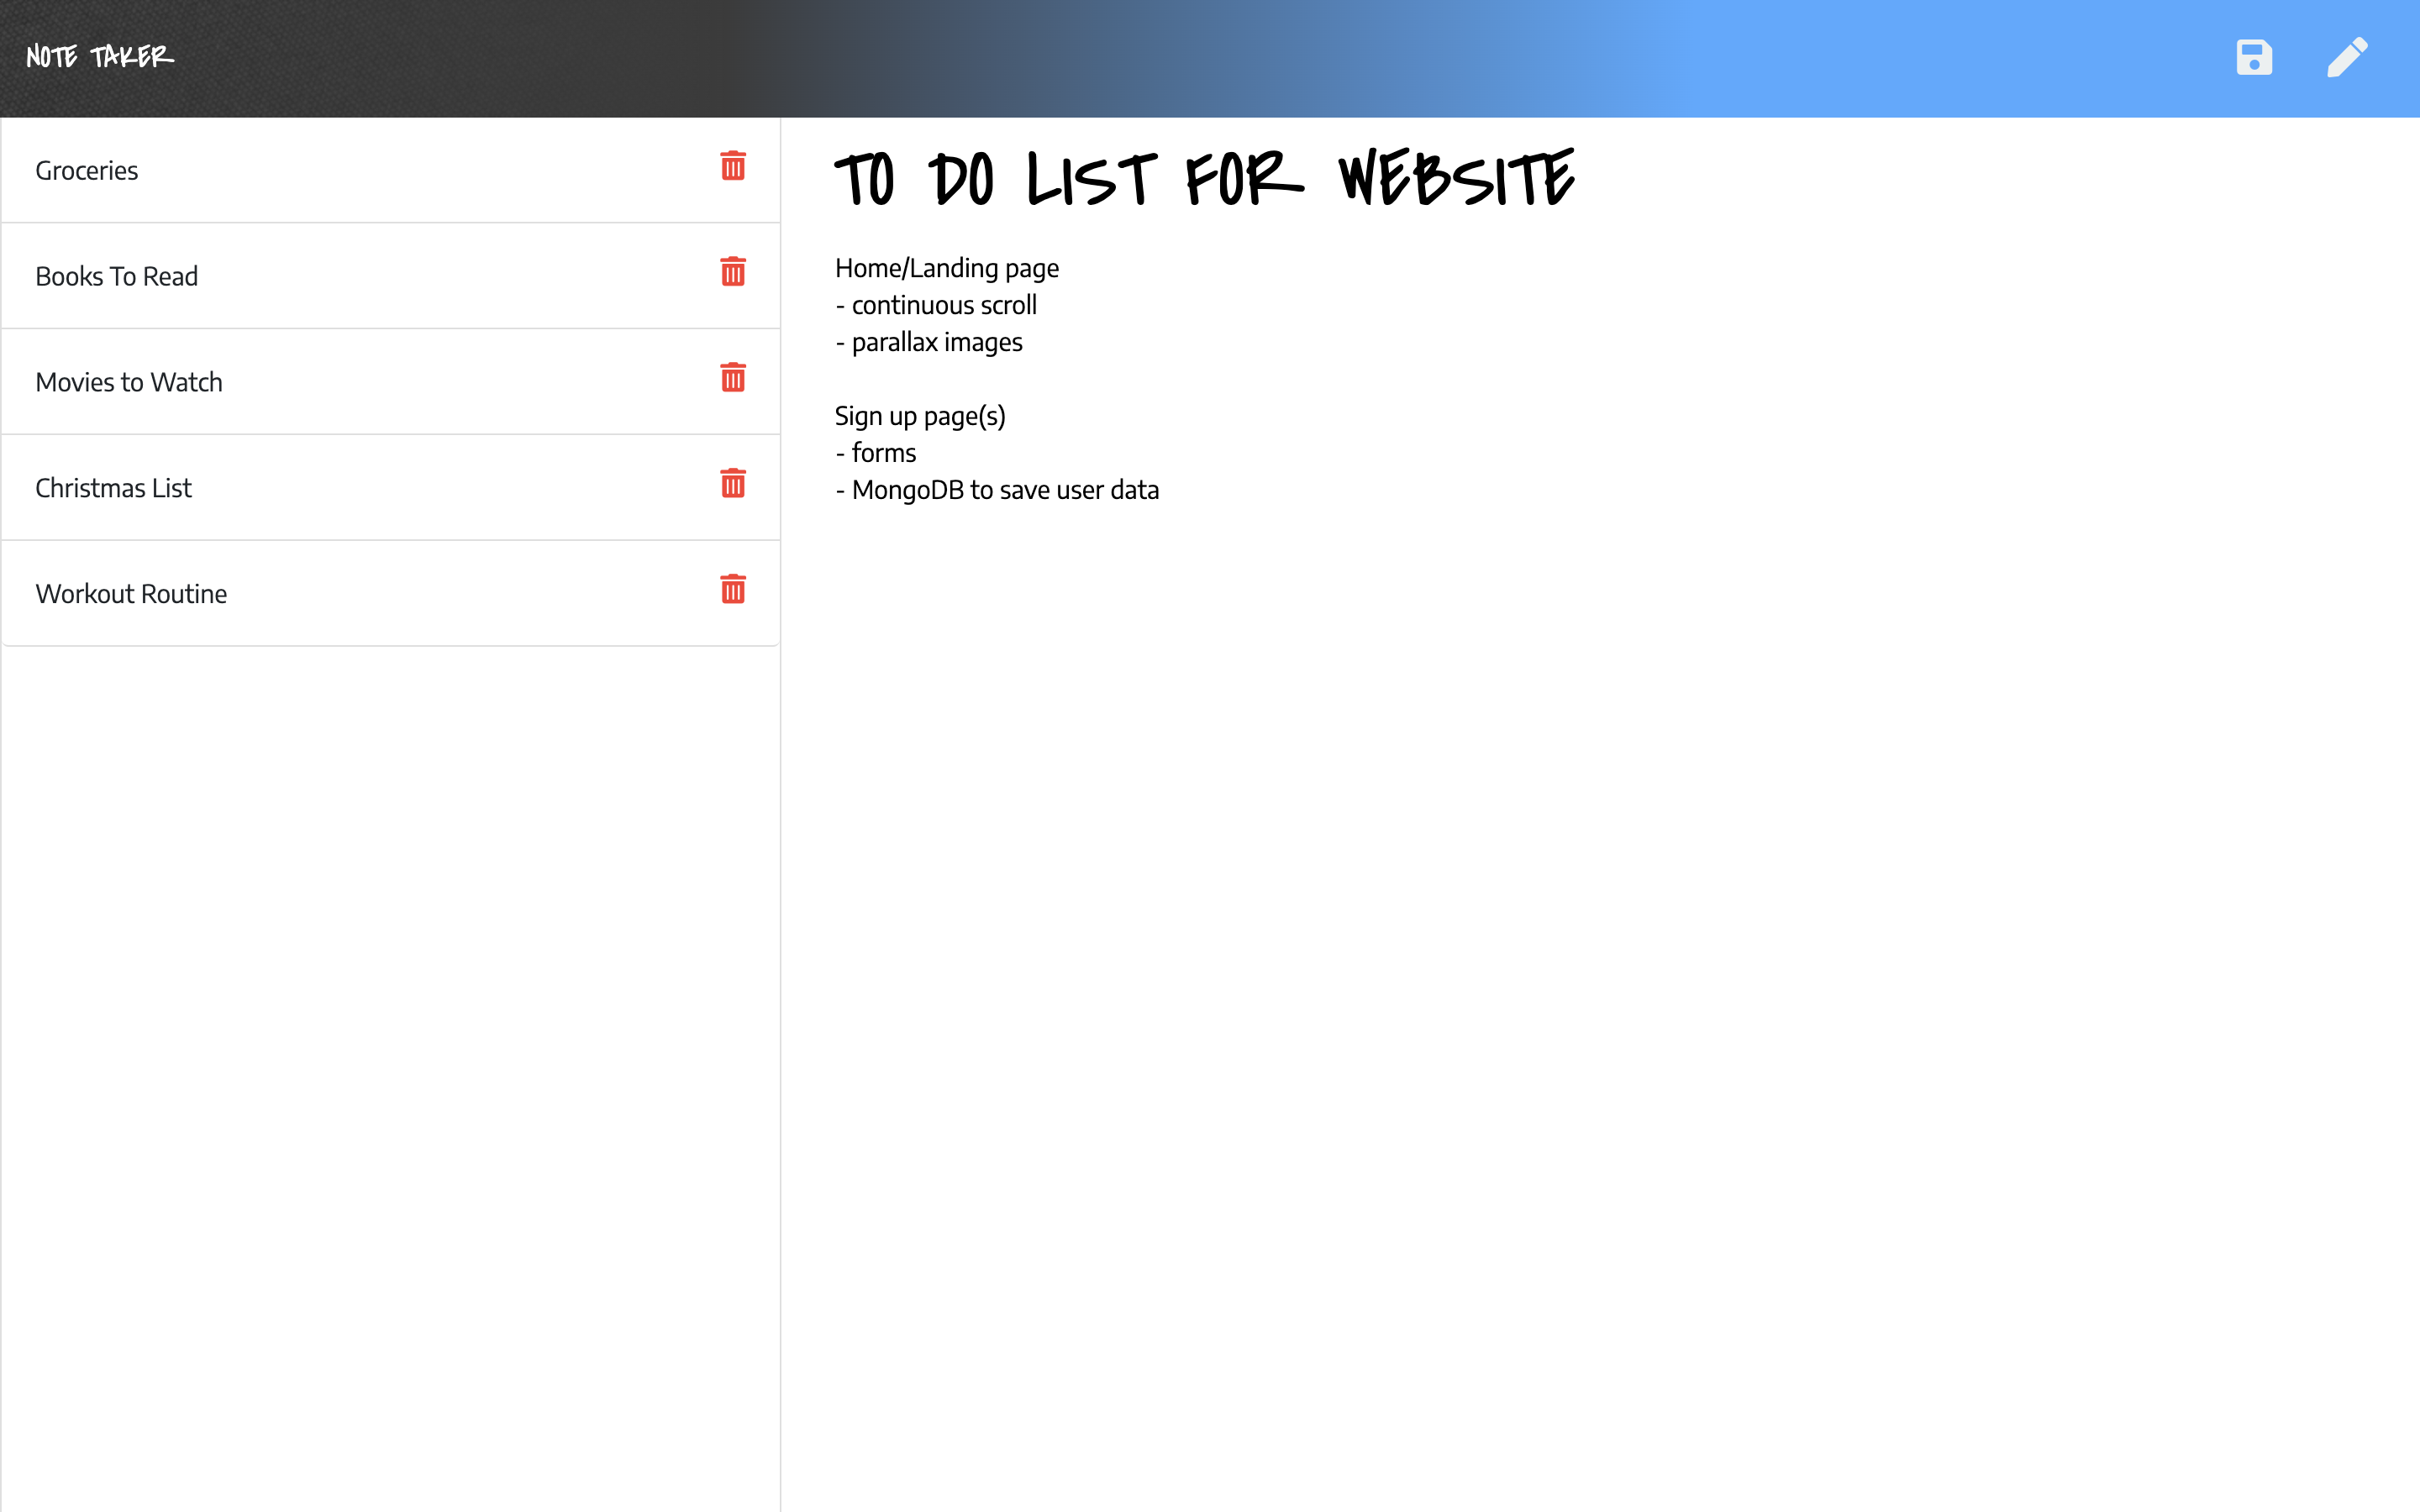 NOTE TAKER
Groceries
Books To Read
Movies to Watch
Christmas List
Workout Routine
TO DO LIST FOR WEBSITE
Home/Landing page
- continuous scroll
- parallax images
Sign up page(s)
- forms
- MongoDB to save user data